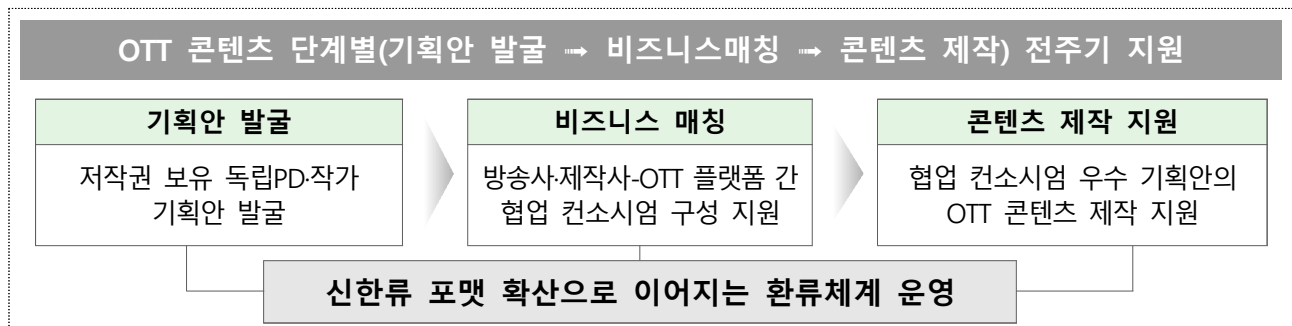 OTT 콘텐츠 단계별(기획안 발굴 ➟ 비즈니스매칭 ➟ 콘텐츠 제작) 전주기 지원
기획안 발굴
저작권 보유 독립PD·작가
기획안 발굴
비즈니스 매칭
방송사·제작사-OTT 플랫폼 간
협업 컨소시엄 구성 지원
콘텐츠 제작 지원
협업 컨소시엄 우수 기획안의
OTT 콘텐츠 제작 지원
신한류 포맷 확산으로 이어지는 환류체계 운영